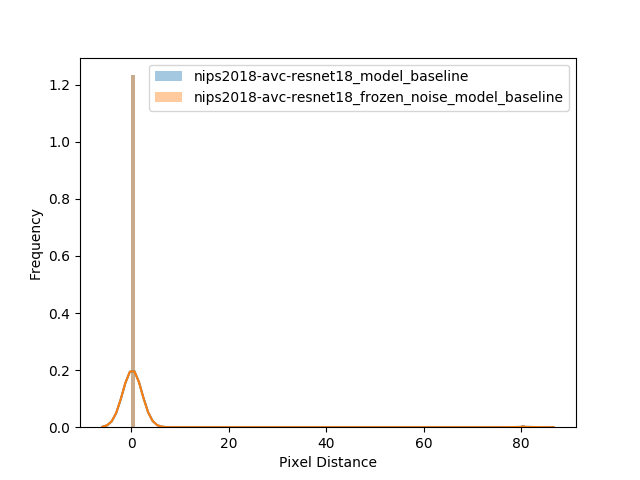 nips2018-avc-resnet18_model_baseline
nips2018-avc-resnet18_frozen_noise_model_baseline
1.2
1.0
0.8
0.6
0.4
0.2
0.0
Frequency
0 20 40 60 80
Pixel Distance